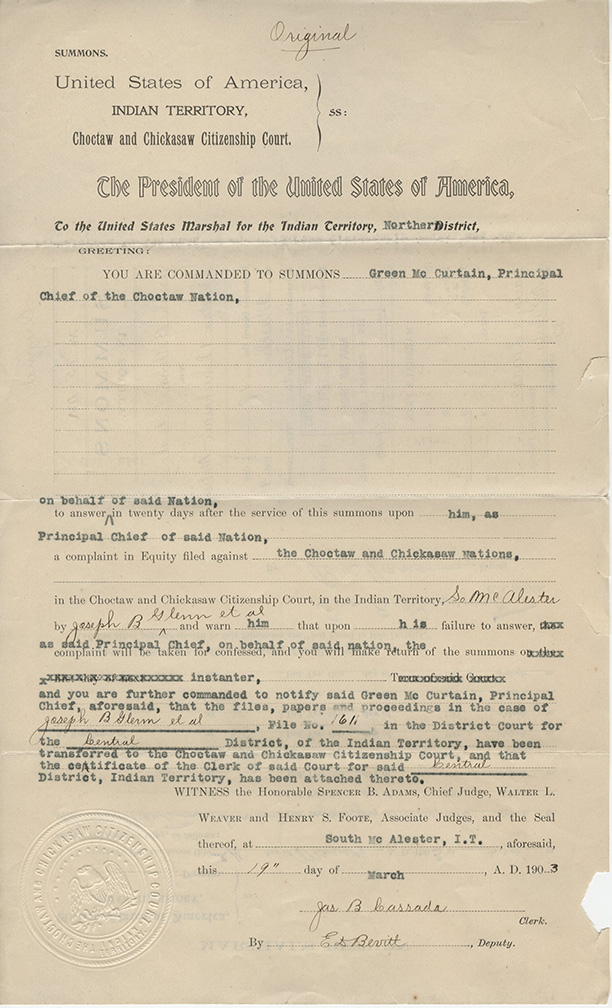 Original
SUMMONS.
United States of America,
INDIAN TERRITORY,
Choctaw and Chickasaw Citizenship Court.
ss:
The President of the United States of America,
To the United States Marshal for the Indian Territory, Northern District,
GREETING:
YOU ARE COMMANDED TO SUMMONS Green Mc Curtain, Principal
Chief of the Choctaw Nation,
on behalf of said Nation,
to answer in twenty days after the service of this summons upon him, as
Principal Chief of said Nation,
a complaint in Equity filed against the Choctaw and Chickasaw Nations,
in the Choctaw and Chickasaw Citizenship Court, in the Indian Territory, So McAlester
by Joseph B Glenn et al and warn him that upon his failure to answer,
as said Principal Chief, on behalf of said nation, the
complaint will be taken for confessed, and you will make return of the summons on
instanter,
and you are further commanded to notify said Green Mc Curtain, Principal
Chief, aforesaid, that the files, papers and proceedings in the case of
Joseph B Glenn et al, File No. 1611 in the District Court for
the Central District, of the Indian Territory, have been
transferred to the Choctaw and Chickasaw Citizenship Court, and that
the certificate of the Clerk of said Court for said Central
District, Indian Territory, has been attached thereto.
WITNESS the Honorable SPENCER B. ADAMS, Chief Judge, WALTER L.
WEAVER and HENRY S. FOOTE, Associate Judges, and the Seal
thereof, at South Mc Alester, I.T., aforesaid,
this 19" day of March, A. D. 1903
Jas B Cassada
Clerk.
By E D Bevitt, Deputy.